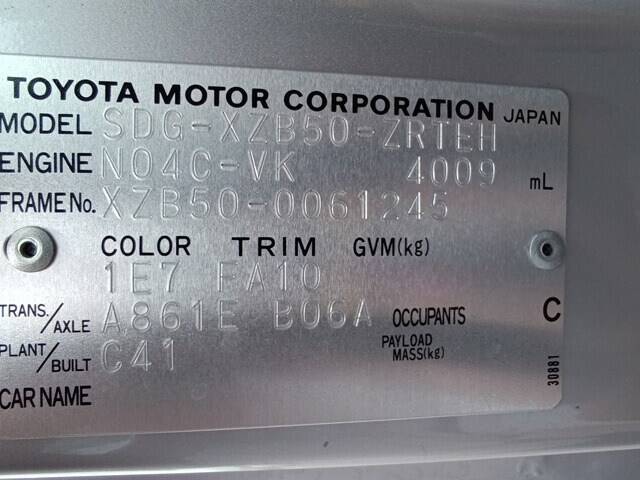 TOYOTA MOTOR CORPORATION JAPAN
MODEL SDG-XZB50-ZRTEH
ENGINE N04C-VK 4009 mL
FRAME No. XZB50-0061245
COLOR TRIM GVM(kg)
1E7 FA10
TRANS./AXLE A861E B06A OCCUPANTS C
PLANT/BUILT C41 PAYLOAD MASS(kg)
CAR NAME
30881